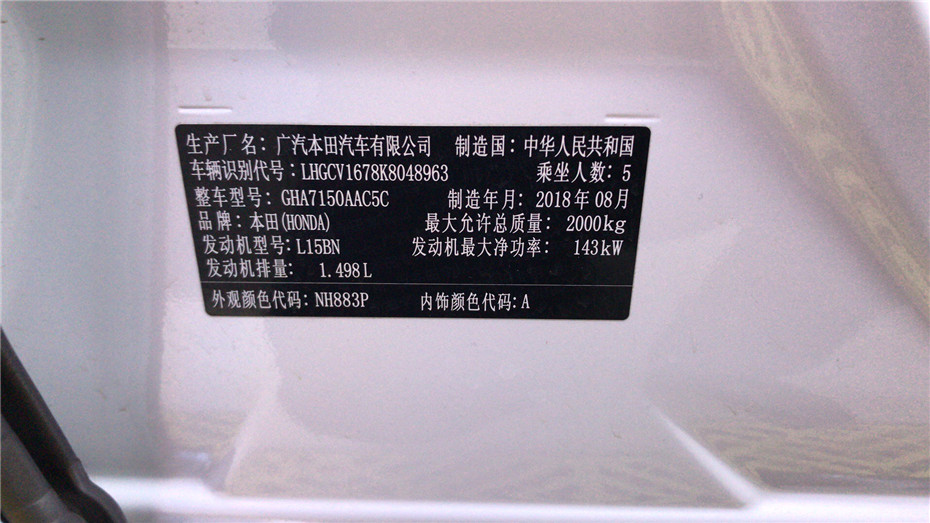 生产厂名：广汽本田汽车有限公司 制造国：中华人民共和国
车辆识别代号：LHGCV1678K8048963 乘坐人数：5
整车型号：GHA7150AAC5C 制造年月：2018年08月
品牌：本田(HONDA) 最大允许总质量：2000kg
发动机型号：L15BN 发动机最大净功率：143kW
发动机排量：1.498L
外观颜色代码：NH883P 内饰颜色代码：A